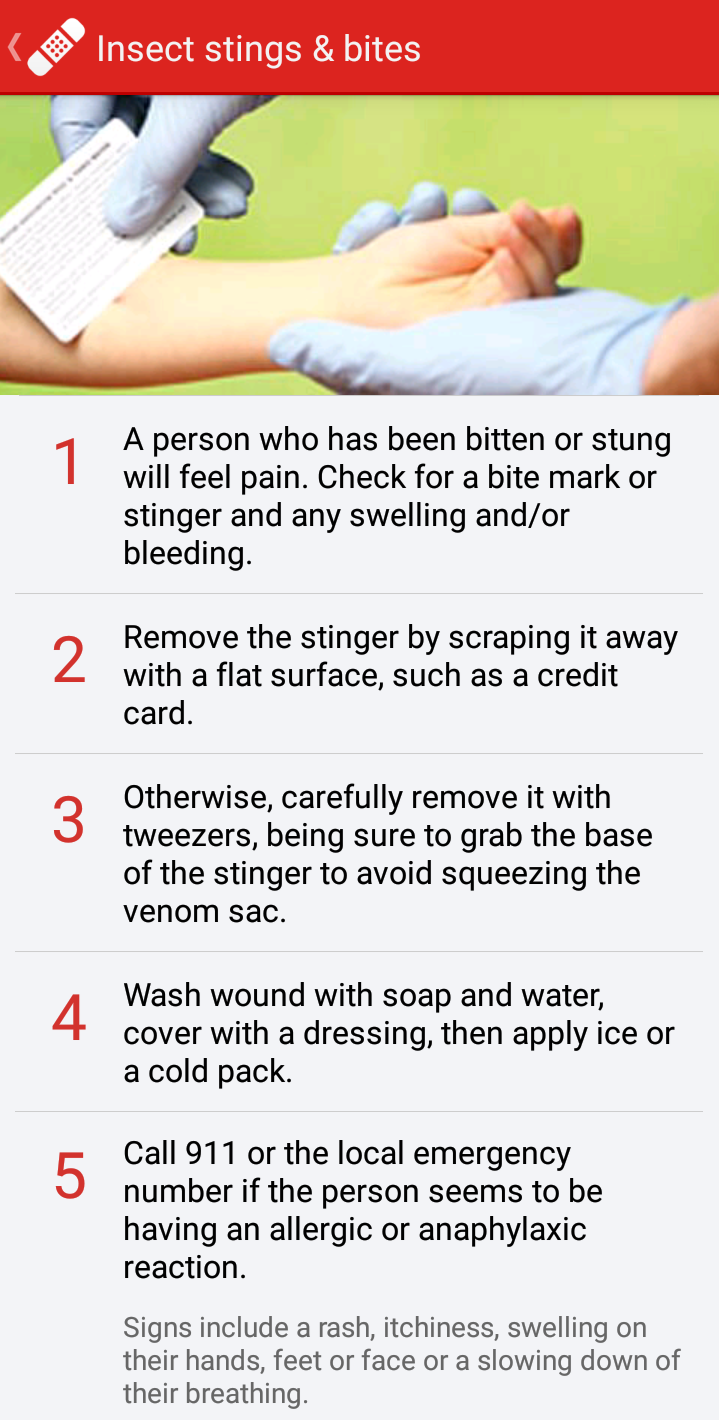 Insect stings & bites
1
A person who has been bitten or stung
will feel pain. Check for a bite mark or
stinger and any swelling and/or
bleeding.
2
Remove the stinger by scraping it away
with a flat surface, such as a credit
card.
3
Otherwise, carefully remove it with
tweezers, being sure to grab the base
of the stinger to avoid squeezing the
venom sac.
4
Wash wound with soap and water,
cover with a dressing, then apply ice or
a cold pack.
5
Call 911 or the local emergency
number if the person seems to be
having an allergic or anaphylaxic
reaction.
Signs include a rash, itchiness, swelling on
their hands, feet or face or a slowing down of
their breathing.